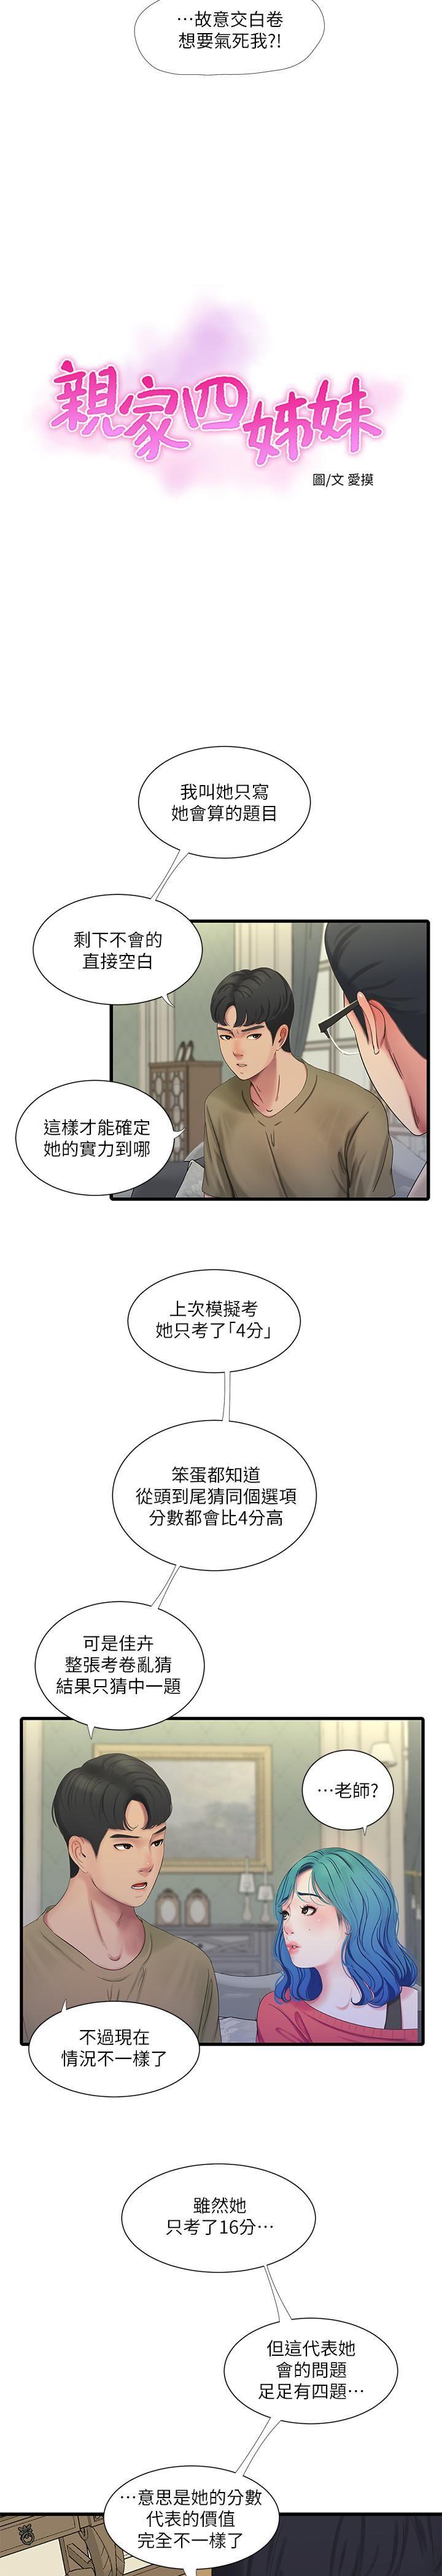 …故意交白卷
想要氣死我?!
親家四姊妹
圖/文 愛摸
我叫她只寫
她會算的題目
剩下不會的
直接空白
這樣才能確定
她的實力到哪
上次模擬考
她只考了「4分」
笨蛋都知道
從頭到尾猜同個選項
分數都會比4分高
可是佳卉
整張考卷亂猜
結果只猜中一題
…老師?
不過現在
情況不一樣了
雖然她
只考了16分…
但這代表她
會的問題
足足有四題…
…意思是她的分數
代表的價值
完全不一樣了